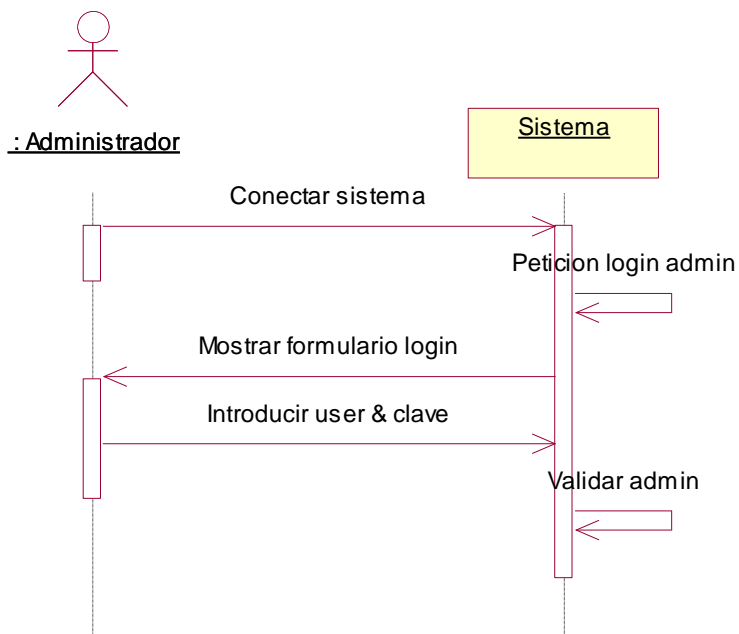 : Administrador
Sistema
Conectar sistema
Peticion login admin
Mostrar formulario login
Introducir user & clave
Validar admin